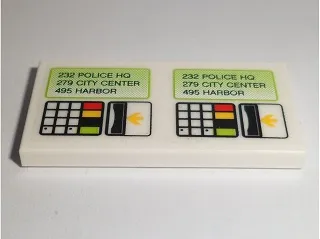 232 POLICE HQ
279 CITY CENTER
495 HARBOR
232 POLICE HQ
279 CITY CENTER
495 HARBOR